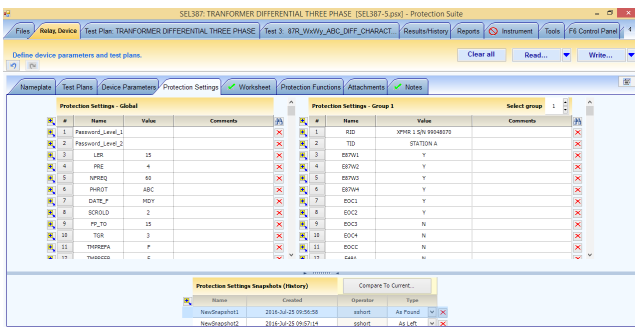 SEL387: TRANFORMER DIFFERENTIAL THREE PHASE [SEL387-5.psx] - Protection Suite
Files Relay, Device Test Plan: TRANFORMER DIFFERENTIAL THREE PHASE Test 3: 87R_WxWy_ABC_DIFF_CHARACT... Results/History Reports Instrument Tools F6 Control Panel
Define device parameters and test plans. Clear all Read... Write...
Nameplate Test Plans Device Parameters Protection Settings Worksheet Protection Functions Attachments Notes
Protection Settings - Global Protection Settings - Group 1 Select group 1
# Name Value Comments # Name Value Comments
1 Password_Level_1 1 RID XFMR 1 S/N 99048078
2 Password_Level_2 2 TID STATION A
3 LER 15 3 E87W1 Y
4 PRE 4 4 E87W2 Y
5 NFREQ 60 5 E87W3 Y
6 PHROT ABC 6 E87W4 Y
7 DATE_F MDY 7 EOC1 Y
8 SCROLD 2 8 EOC2 Y
9 FP_TO 15 9 EOC3 N
10 TGR 3 10 EOC4 N
11 TMPREFA F 11 EOCC N
12 12
Protection Settings Snapshots (History) Compare To Current...
Name Created Operator Type
NewSnapshot1 2016-Jul-25 09:56:58 sshort As Found
NewSnapshot2 2016-Jul-25 09:57:14 sshort As Left